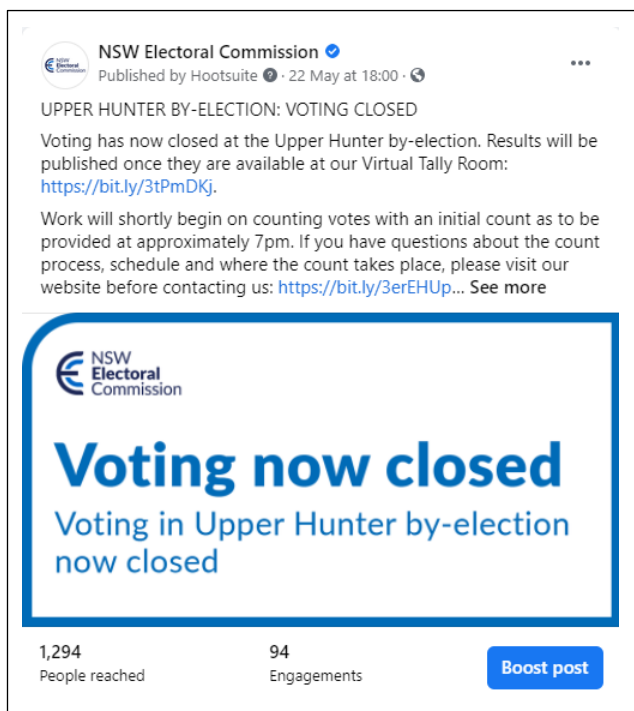 NSW Electoral Commission
NSW Electoral Commission
Published by Hootsuite · 22 May at 18:00 ·
UPPER HUNTER BY-ELECTION: VOTING CLOSED
Voting has now closed at the Upper Hunter by-election. Results will be
published once they are available at our Virtual Tally Room:
https://bit.ly/3tPmDKj.
Work will shortly begin on counting votes with an initial count as to be
provided at approximately 7pm. If you have questions about the count
process, schedule and where the count takes place, please visit our
website before contacting us: https://bit.ly/3erEHUp... See more
NSW
Electoral
Commission
Voting now closed
Voting in Upper Hunter by-election
now closed
1,294
People reached
94
Engagements
Boost post